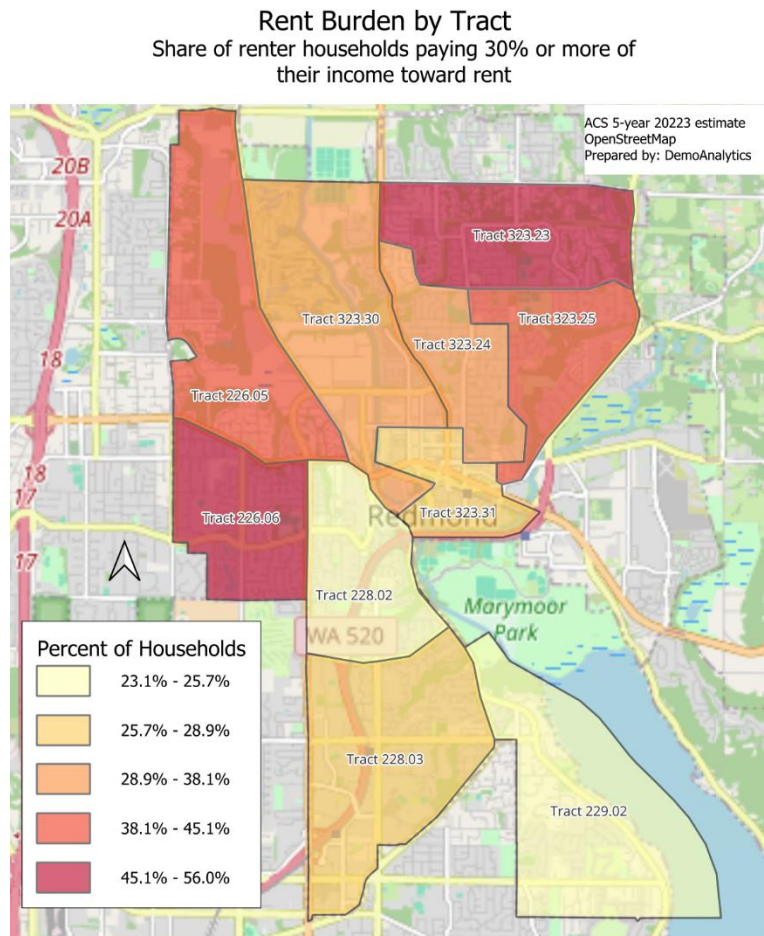 Rent Burden by Tract
Share of renter households paying 30% or more of
their income toward rent
ACS 5-year 20223 estimate
OpenStreetMap
Prepared by: DemoAnalytics
20B
20A
Tract 323.23
Tract 323.30
Tract 323.25
Tract 323.24
18
Tract 226.05
18
17
Tract 323.31
Redmond
Tract 226.06
17
Tract 228.02
Marymoor
Park
WA 520
Percent of Households
23.1% - 25.7%
25.7% - 28.9%
28.9% - 38.1%
38.1% - 45.1%
45.1% - 56.0%
Tract 228.03
Tract 229.02